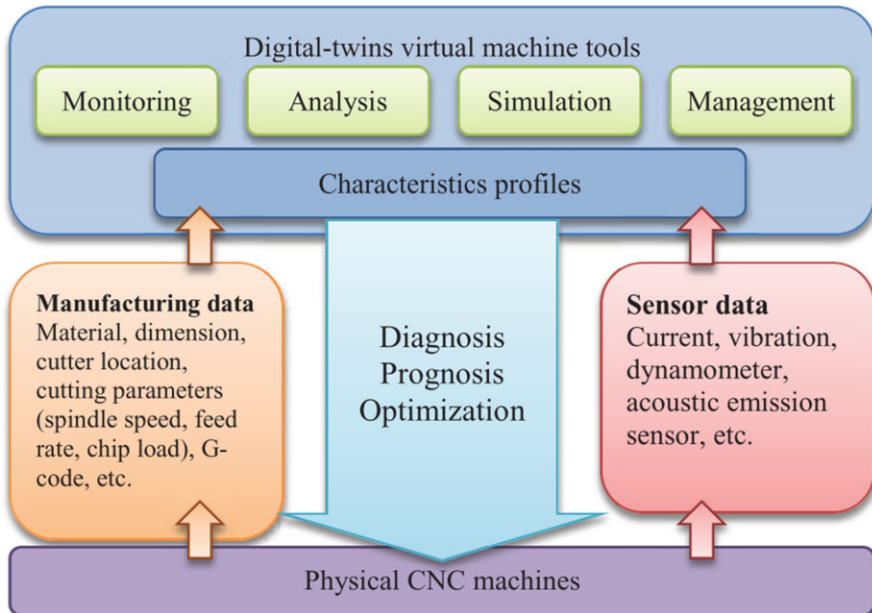 Digital-twins virtual machine tools
Monitoring
Analysis
Simulation
Management
Characteristics profiles
Manufacturing data
Material, dimension,
cutter location,
cutting parameters
(spindle speed, feed
rate, chip load), G-
code, etc.
Diagnosis
Prognosis
Optimization
Sensor data
Current, vibration,
dynamometer,
acoustic emission
sensor, etc.
Physical CNC machines